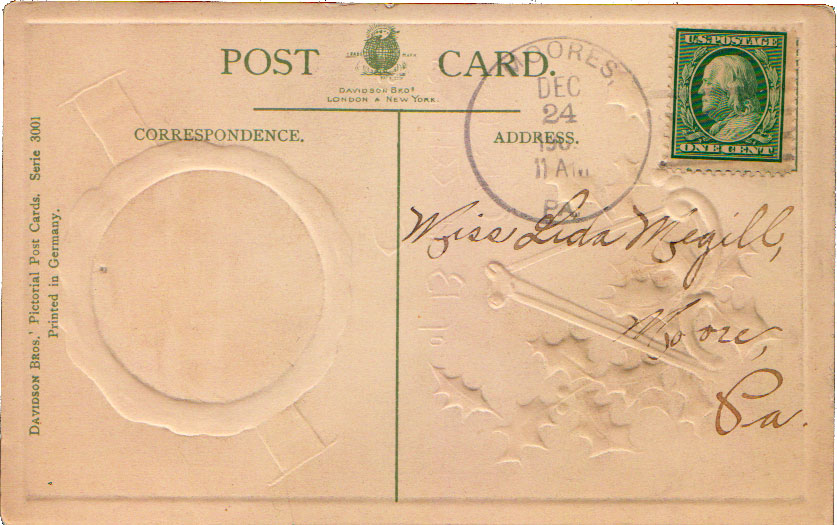 POST CARD.
DAVIDSON BROS
LONDON & NEW YORK.
CORRESPONDENCE.
ADDRESS.
DAVIDSON BROS.' Pictorial Post Cards. Serie 3001
Printed in Germany.
MOORES,
DEC
24
11 AM
PA.
U.S. POSTAGE
ONE CENT
Miss Lida Megill,
Moore,
Pa.